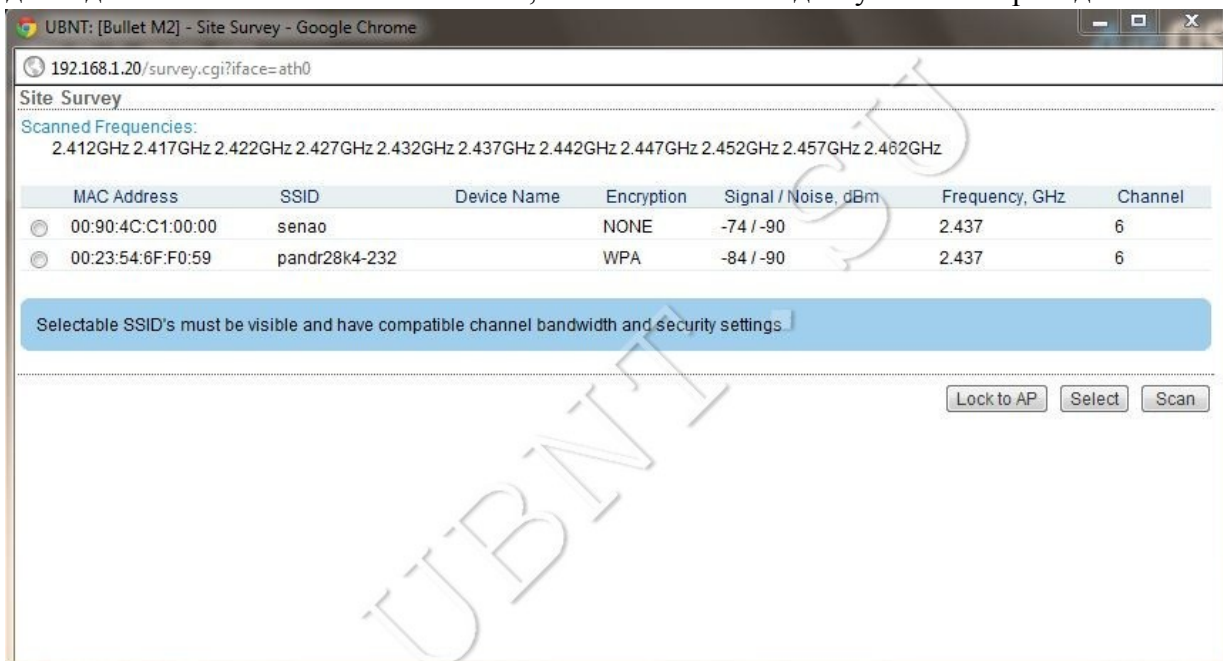 UBNT: [Bullet M2] - Site Survey - Google Chrome
192.168.1.20/survey.cgi?iface=ath0
Site Survey
Scanned Frequencies:
2.412GHz 2.417GHz 2.422GHz 2.427GHz 2.432GHz 2.437GHz 2.442GHz 2.447GHz 2.452GHz 2.457GHz 2.462GHz
MAC Address SSID Device Name Encryption Signal / Noise, dBm Frequency, GHz Channel
00:90:4C:C1:00:00 senao NONE -74 / -90 2.437 6
00:23:54:6F:F0:59 pandr28k4-232 WPA -84 / -90 2.437 6
Selectable SSID's must be visible and have compatible channel bandwidth and security settings
Lock to AP Select Scan
UBNT.SU